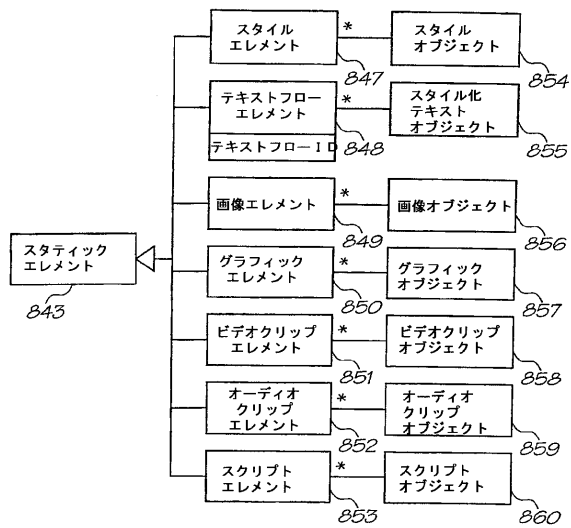 スタイル
エレメント
*
847
スタイル
オブジェクト
854
テキストフロー
エレメント
テキストフローID
*
848
スタイル化
テキスト
オブジェクト
855
画像エレメント
*
849
画像オブジェクト
856
スタティック
エレメント
843
グラフィック
エレメント
*
850
グラフィック
オブジェクト
857
ビデオクリップ
エレメント
*
851
ビデオクリップ
オブジェクト
858
オーディオ
クリップ
エレメント
*
852
オーディオ
クリップ
オブジェクト
859
スクリプト
エレメント
*
853
スクリプト
オブジェクト
860